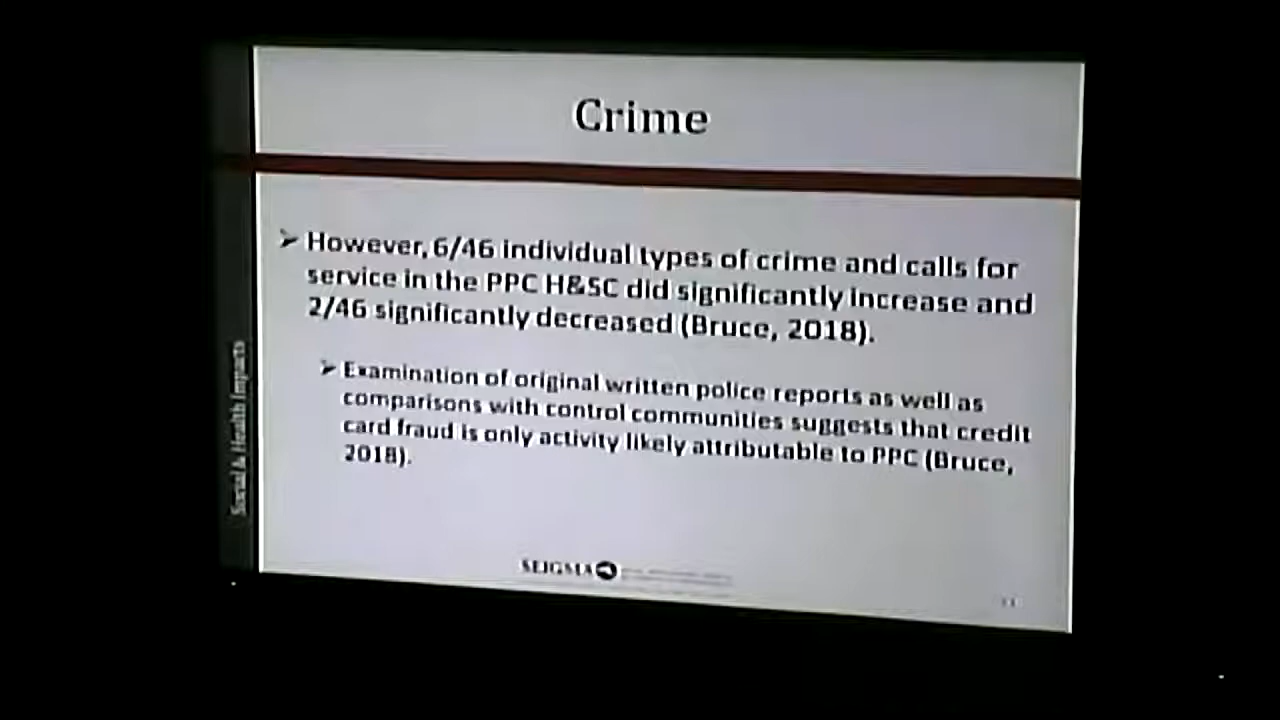 Crime
➤ However, 6/46 individual types of crime and calls for
service in the PPC H&SC did significantly increase and
2/46 significantly decreased (Bruce, 2018).
➤ Examination of original written police reports as well as
comparisons with control communities suggests that credit
card fraud is only activity likely attributable to PPC (Bruce,
2018).
Social & Health Impacts
SEIGMA